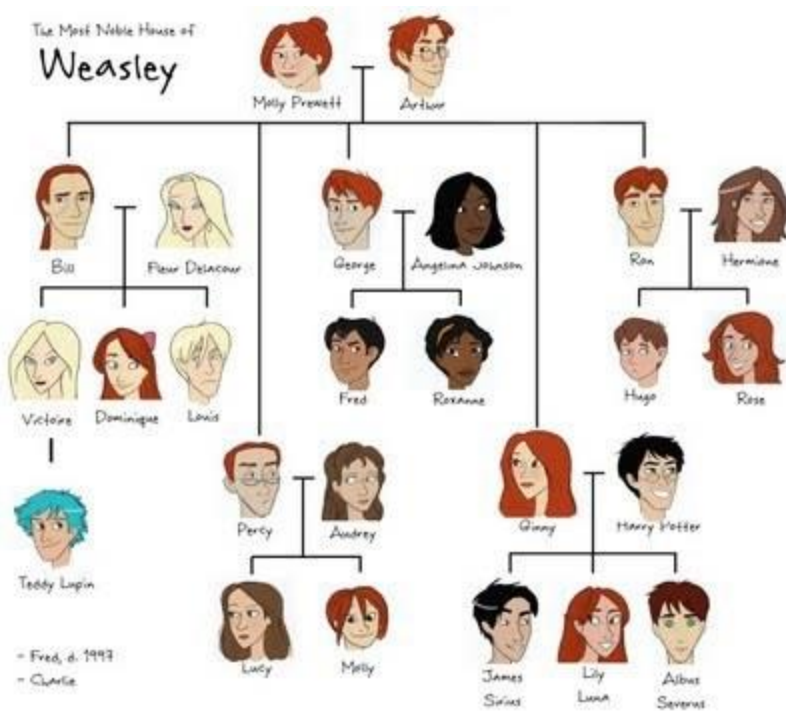 The Most Noble House of
Weasley
Molly Prewett
Arthur
Bill
Fleur Delacour
George
Angelina Johnson
Ron
Hermione
Victoire
Dominique
Louis
Fred
Roxanne
Hugo
Rose
Percy
Audrey
Ginny
Harry Potter
Teddy Lupin
Lucy
Molly
James
Sirius
Lily
Luna
Albus
Severus
- Fred, d. 1997
- Charlie